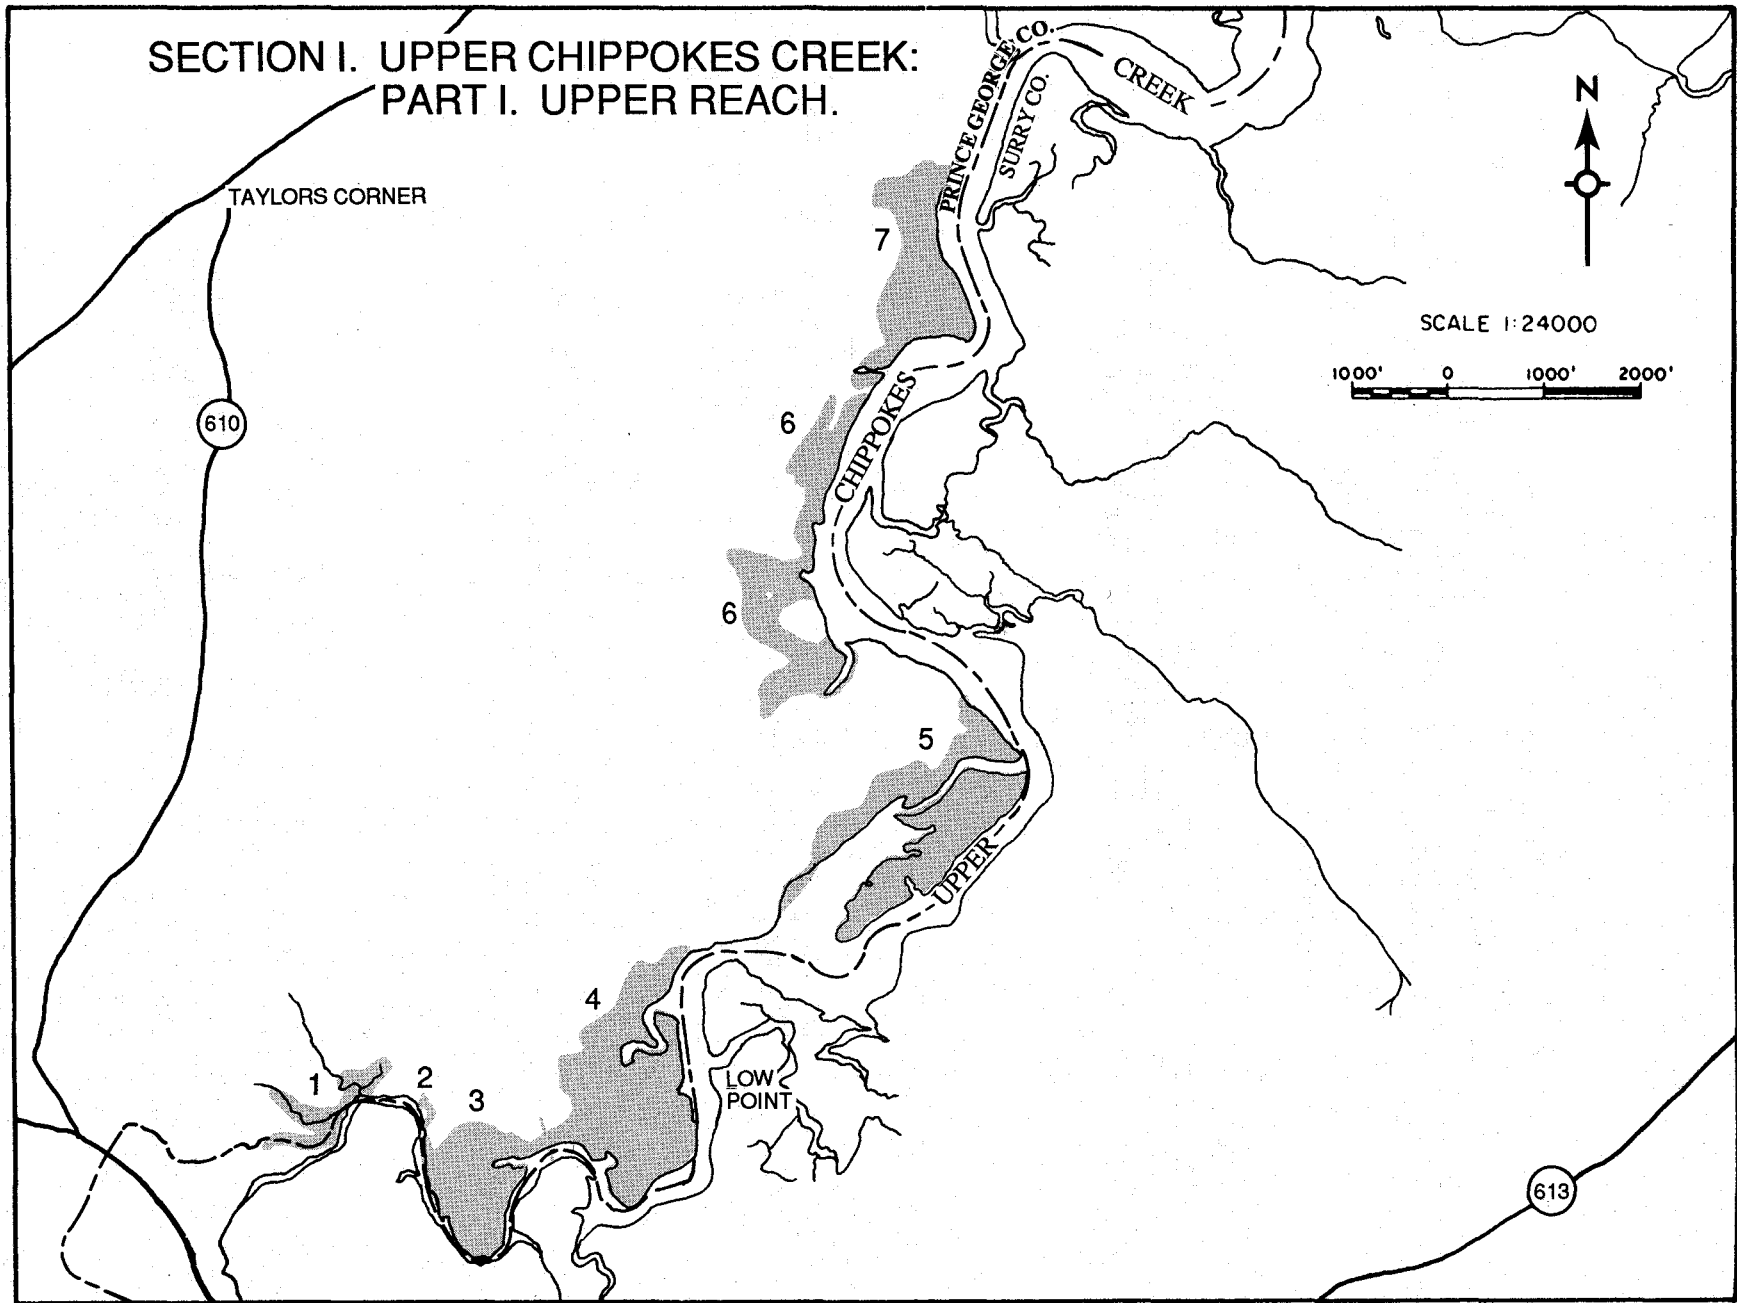 SECTION I. UPPER CHIPPOKES CREEK:
PART I. UPPER REACH.
PRINCE GEORGE CO.
SURRY CO.
CREEK
N
TAYLORS CORNER
7
SCALE 1:24000
1000' 0 1000' 2000'
610
6
CHIPPOKES
6
5
UPPER
4
1
2
3
LOW
POINT
613